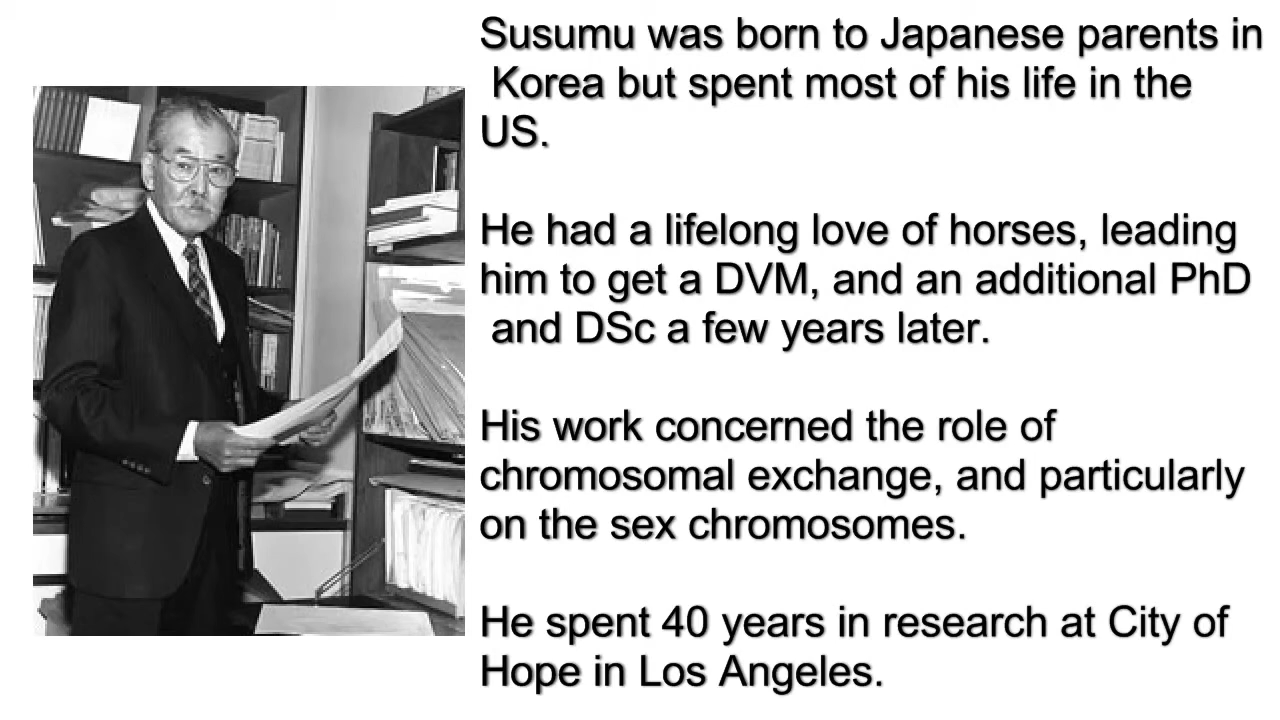 Susumu was born to Japanese parents in
Korea but spent most of his life in the
US.
He had a lifelong love of horses, leading
him to get a DVM, and an additional PhD
and DSc a few years later.
His work concerned the role of
chromosomal exchange, and particularly
on the sex chromosomes.
He spent 40 years in research at City of
Hope in Los Angeles.